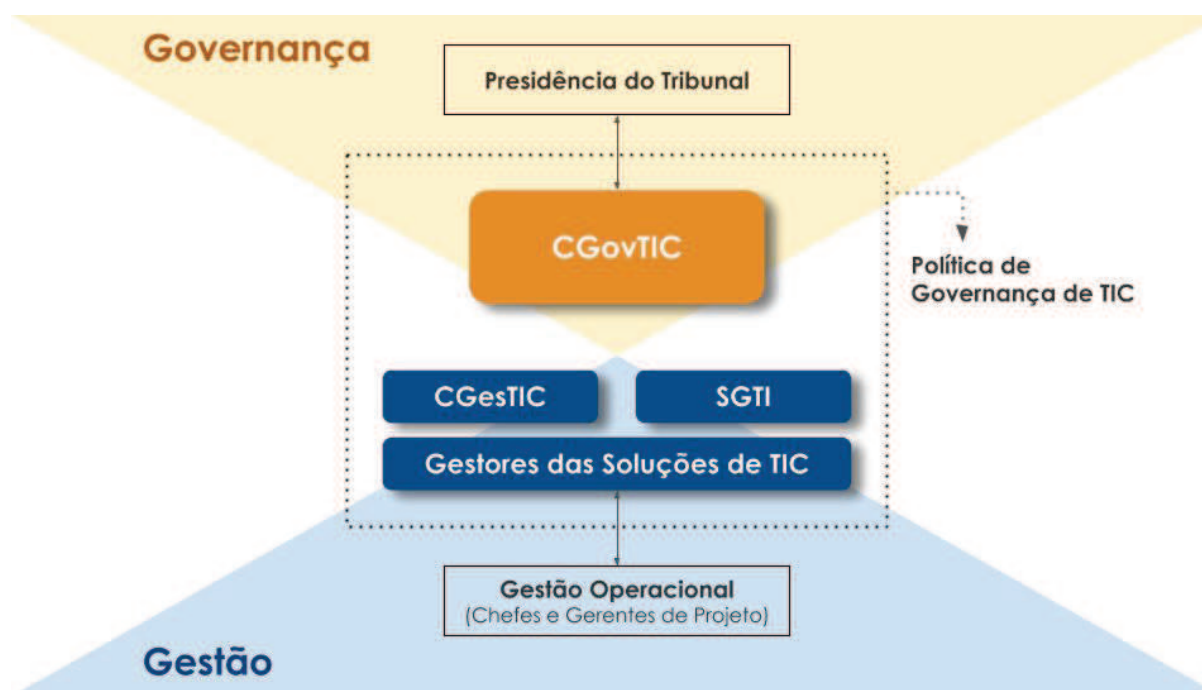 Governança
Presidência do Tribunal
CGovTIC
Política de
Governança de TIC
CGesTIC
SGTI
Gestores das Soluções de TIC
Gestão Operacional
(Chefes e Gerentes de Projeto)
Gestão